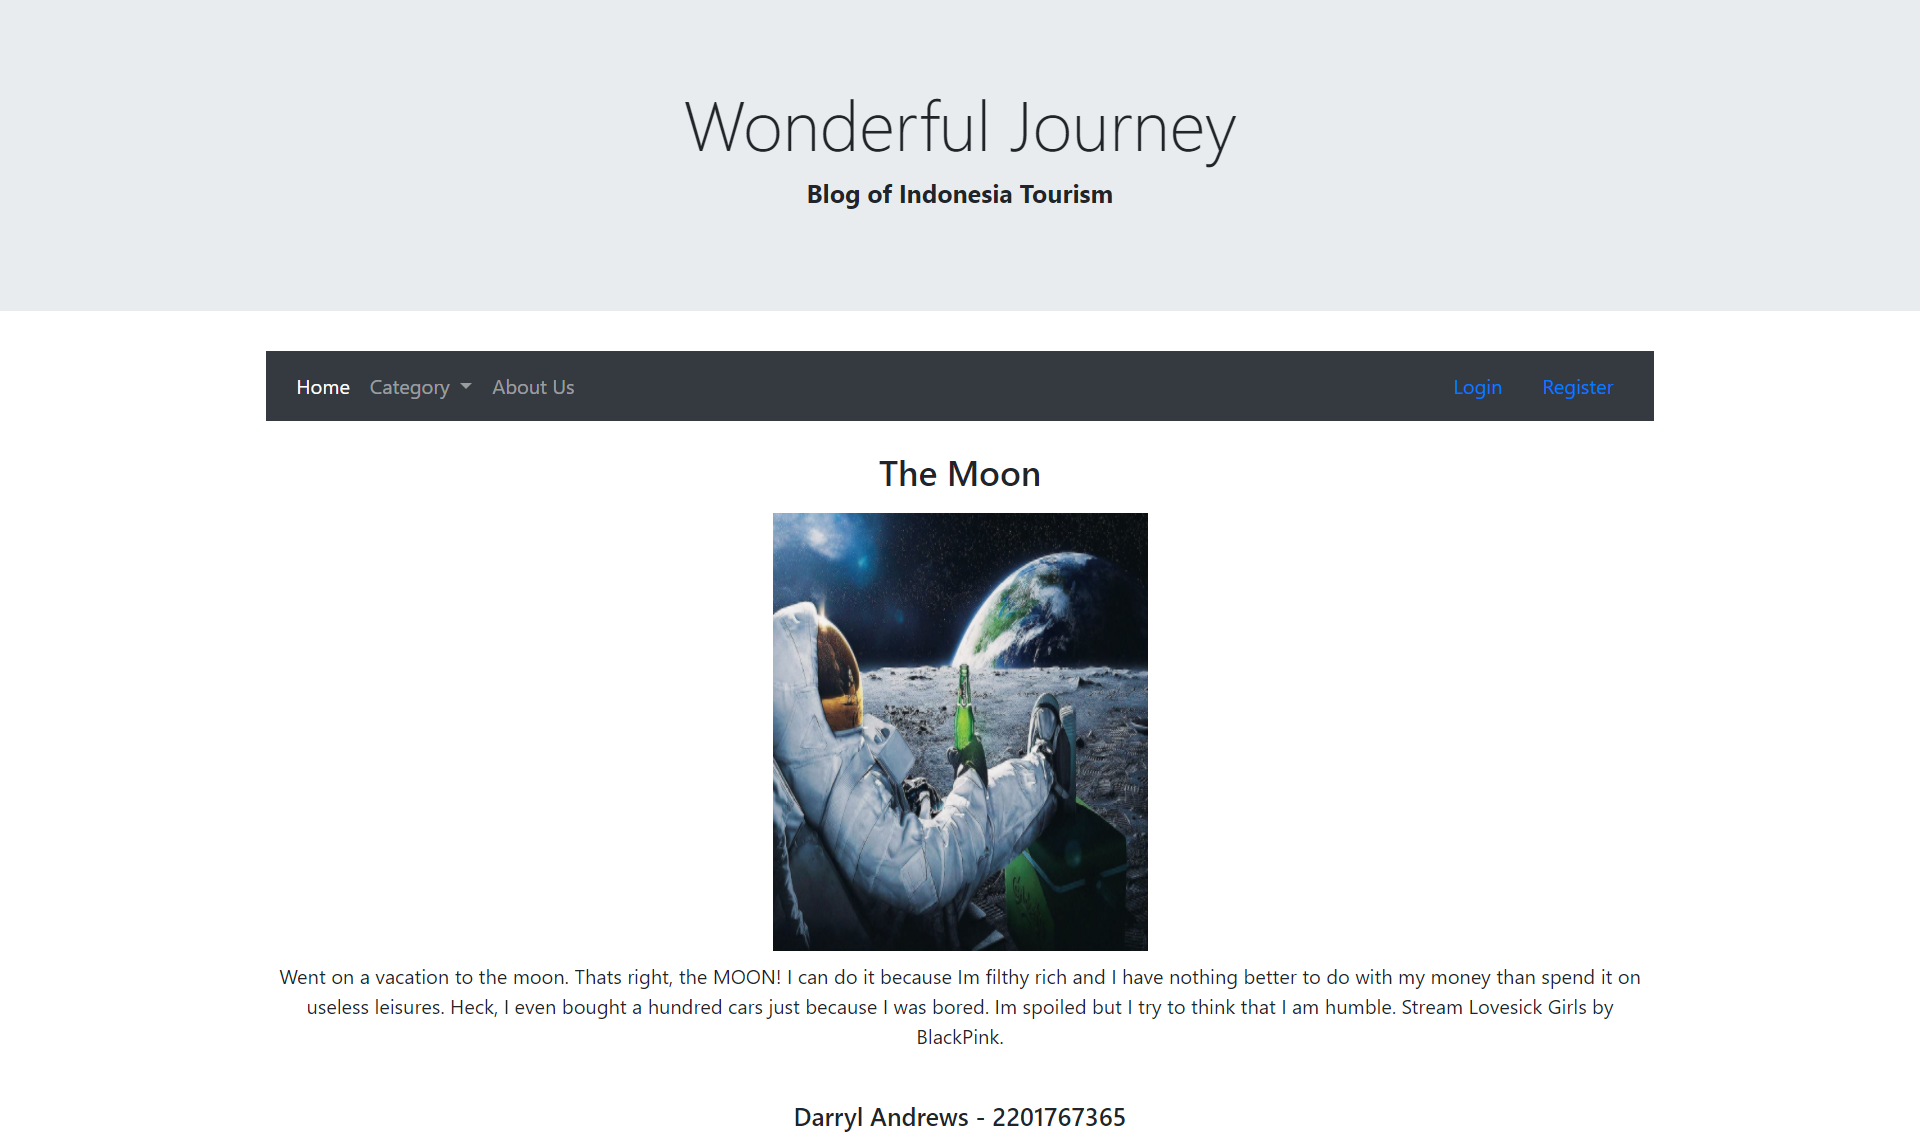 Wonderful Journey
Blog of Indonesia Tourism
Home Category About Us Login Register
The Moon
Went on a vacation to the moon. Thats right, the MOON! I can do it because Im filthy rich and I have nothing better to do with my money than spend it on
useless leisures. Heck, I even bought a hundred cars just because I was bored. Im spoiled but I try to think that I am humble. Stream Lovesick Girls by
BlackPink.
Darryl Andrews - 2201767365